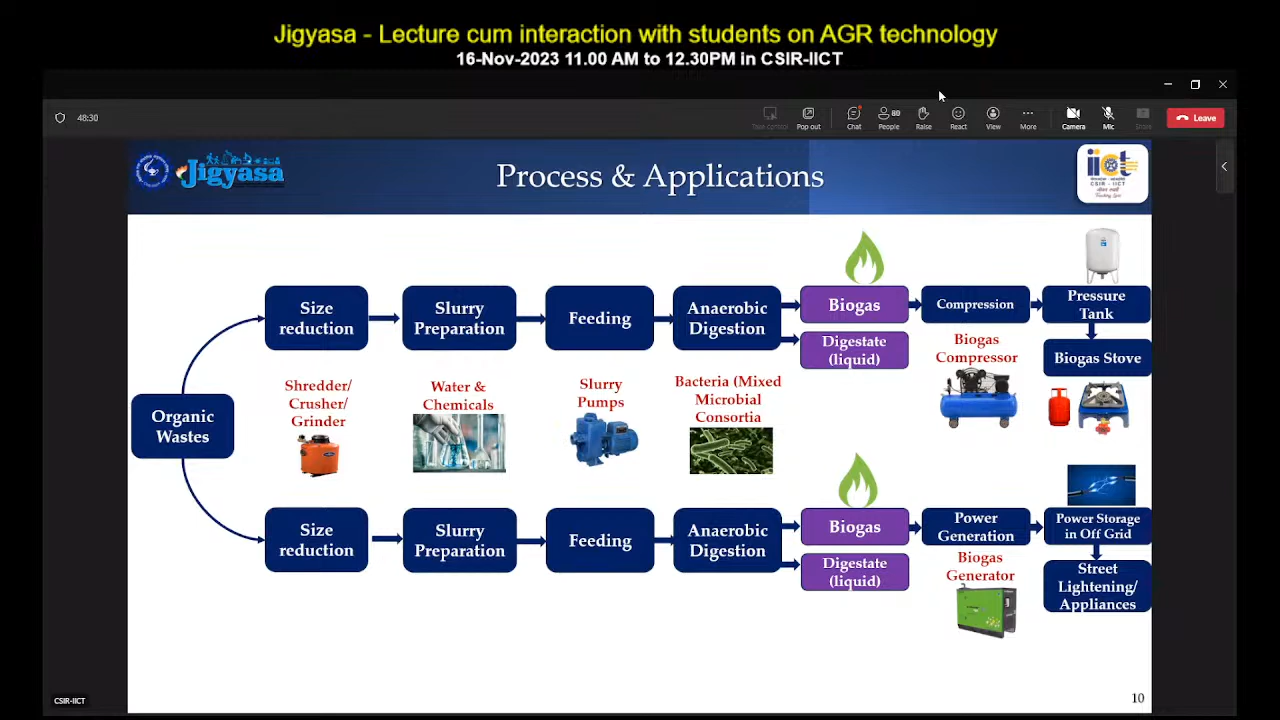 Jigyasa - Lecture cum interaction with students on AGR technology
16-Nov-2023 11.00 AM to 12.30PM in CSIR-IICT
48:30
Pop out
Chat
People
80
Raise
React
View
More
Camera
Mic
Leave
Jigyasa
Process & Applications
iict
CSIR - IICT
Size
reduction
Slurry
Preparation
Feeding
Anaerobic
Digestion
Biogas
Digestate
(liquid)
Compression
Pressure
Tank
Biogas
Compressor
Biogas Stove
Shredder/
Crusher/
Grinder
Water &
Chemicals
Slurry
Pumps
Bacteria (Mixed
Microbial
Consortia
Organic
Wastes
Size
reduction
Slurry
Preparation
Feeding
Anaerobic
Digestion
Biogas
Digestate
(liquid)
Power
Generation
Biogas
Generator
Power Storage
in Off Grid
Street
Lightening/
Appliances
10
CSIR-IICT